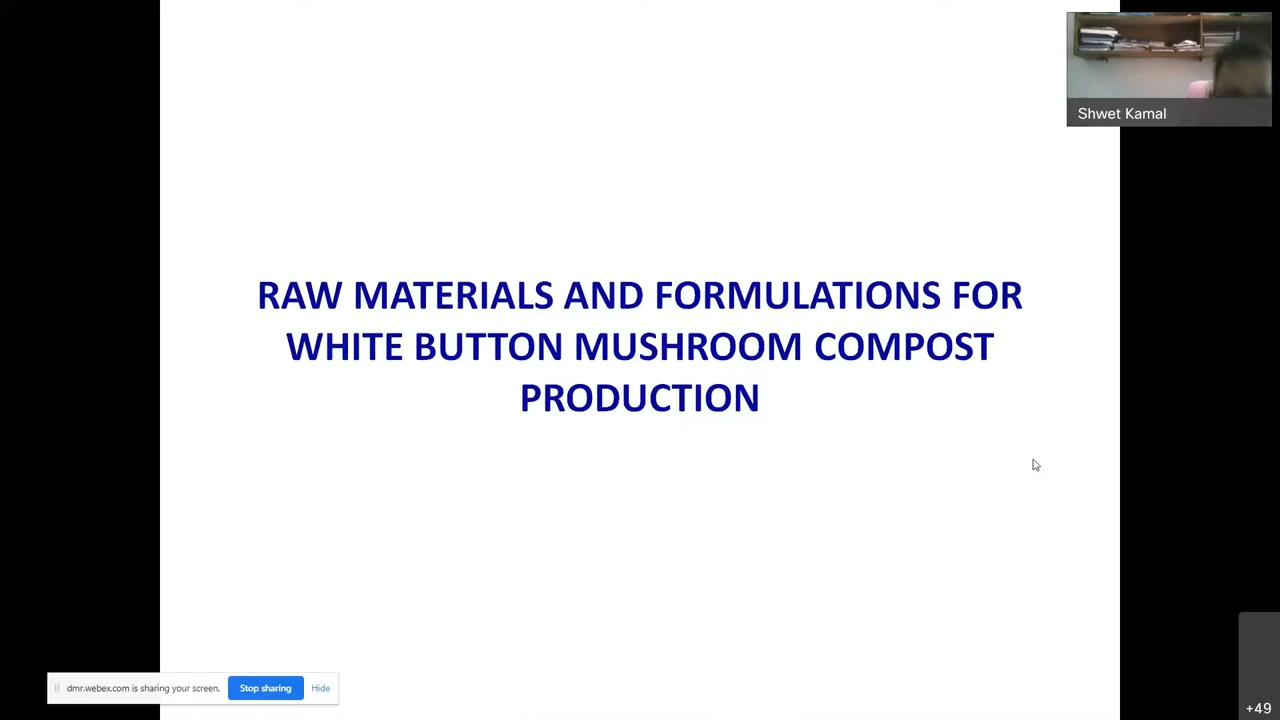 Shwet Kamal
RAW MATERIALS AND FORMULATIONS FOR
WHITE BUTTON MUSHROOM COMPOST
PRODUCTION
dmr.webex.com is sharing your screen. Stop sharing Hide
+49